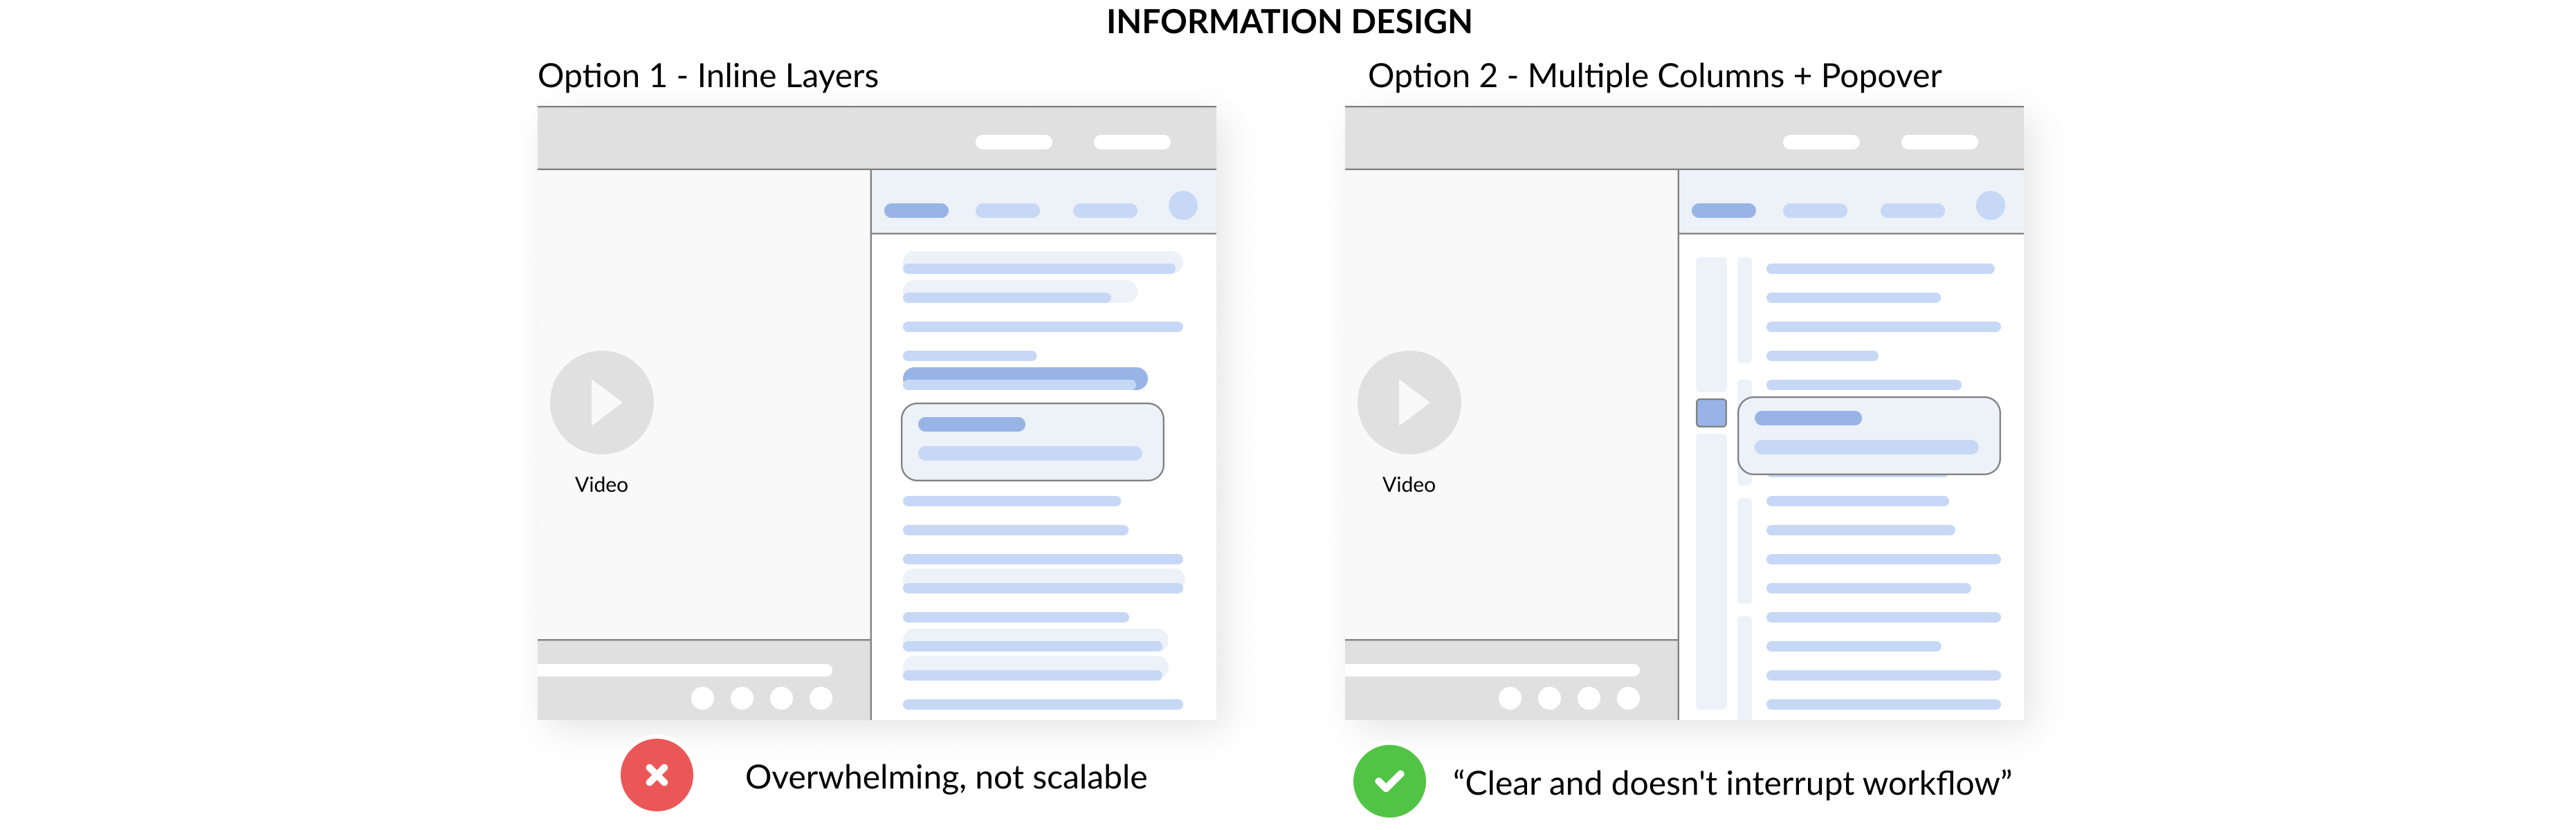 INFORMATION DESIGN
Option 1 - Inline Layers
Option 2 - Multiple Columns + Popover
Video
Video
Overwhelming, not scalable
“Clear and doesn't interrupt workflow”